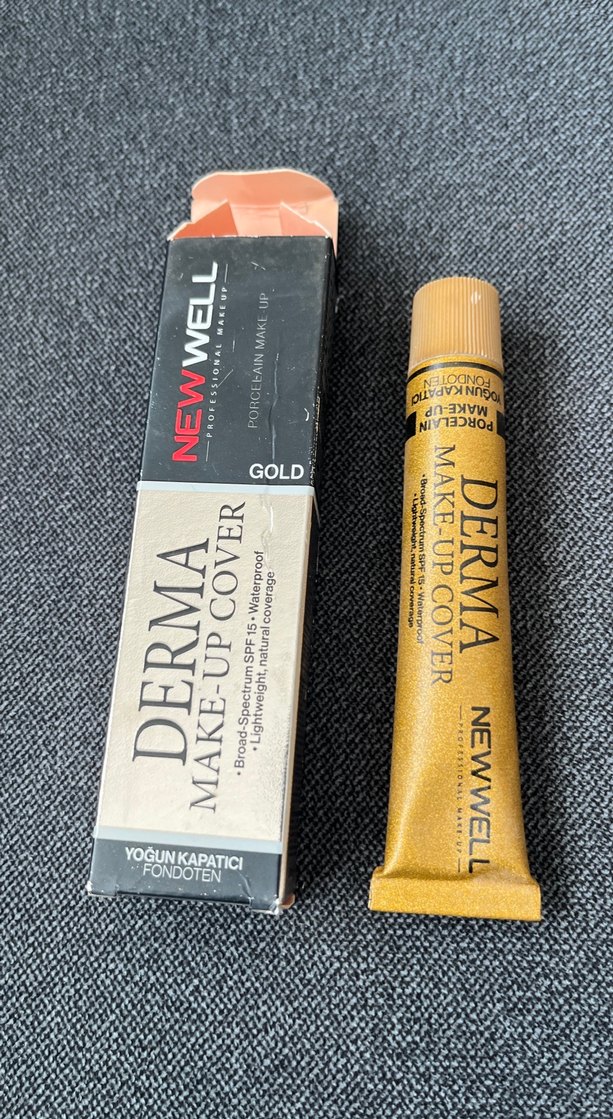 NEWWELL
PROFESSIONAL MAKE UP
PORCELAIN MAKE-UP
GOLD
DERMA
MAKE-UP COVER
• Broad-Spectrum SPF 15 • Waterproof
• Lightweight, natural coverage
YOĞUN KAPATICI
FONDOTEN
PORCELAIN
MAKE-UP
YOĞUN KAPATICI
FONDOTEN
DERMA
MAKE-UP COVER
• Broad-Spectrum SPF 15 • Waterproof
• Lightweight, natural coverage
NEWWELL
PROFESSIONAL MAKE-UP